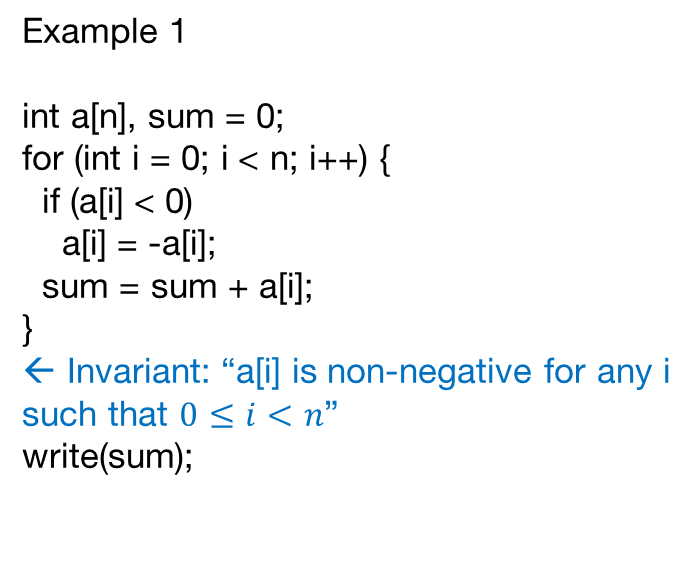 Example 1
int a[n], sum = 0;
for (int i = 0; i < n; i++) {
if (a[i] < 0)
a[i] = -a[i];
sum = sum + a[i];
}
← Invariant: “a[i] is non-negative for any i
such that 0 ≤ i < n”
write(sum);